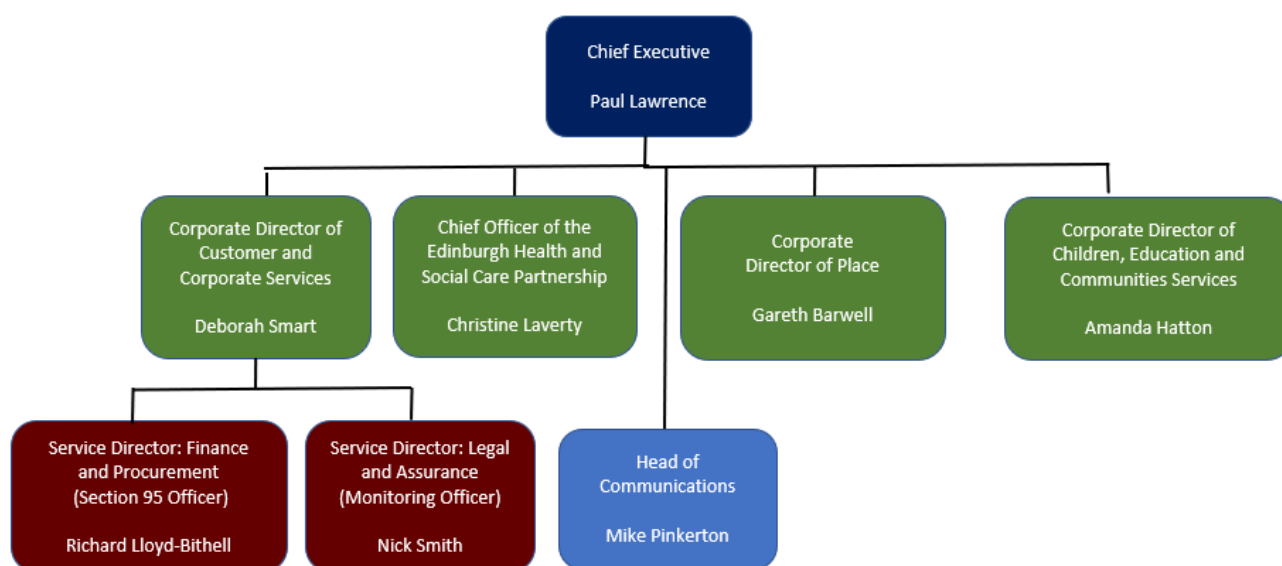 Chief Executive
Paul Lawrence
Corporate Director of
Customer and
Corporate Services
Deborah Smart
Chief Officer of the
Edinburgh Health and
Social Care Partnership
Christine Laverty
Corporate
Director of Place
Gareth Barwell
Corporate Director of
Children, Education and
Communities Services
Amanda Hatton
Service Director: Finance
and Procurement
(Section 95 Officer)
Richard Lloyd-Bithell
Service Director: Legal
and Assurance
(Monitoring Officer)
Nick Smith
Head of
Communications
Mike Pinkerton